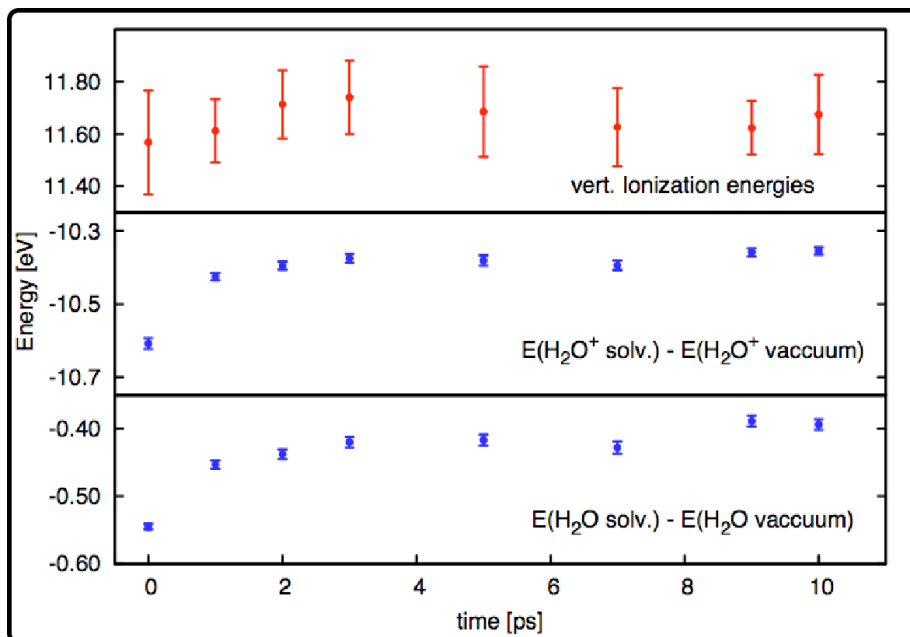 11.80
11.60
11.40
vert. Ionization energies
Energy [eV]
-10.3
-10.5
-10.7
E(H₂O⁺ solv.) - E(H₂O⁺ vaccuum)
-0.40
-0.50
-0.60
E(H₂O solv.) - E(H₂O vaccuum)
0 2 4 6 8 10
time [ps]